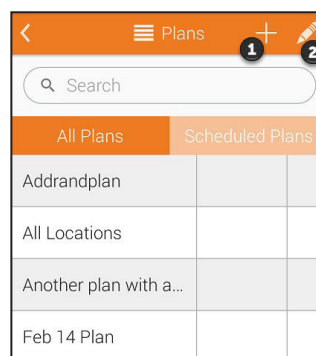 Plans
1
2
Search
All Plans Scheduled Plans
Addrandplan
All Locations
Another plan with a...
Feb 14 Plan